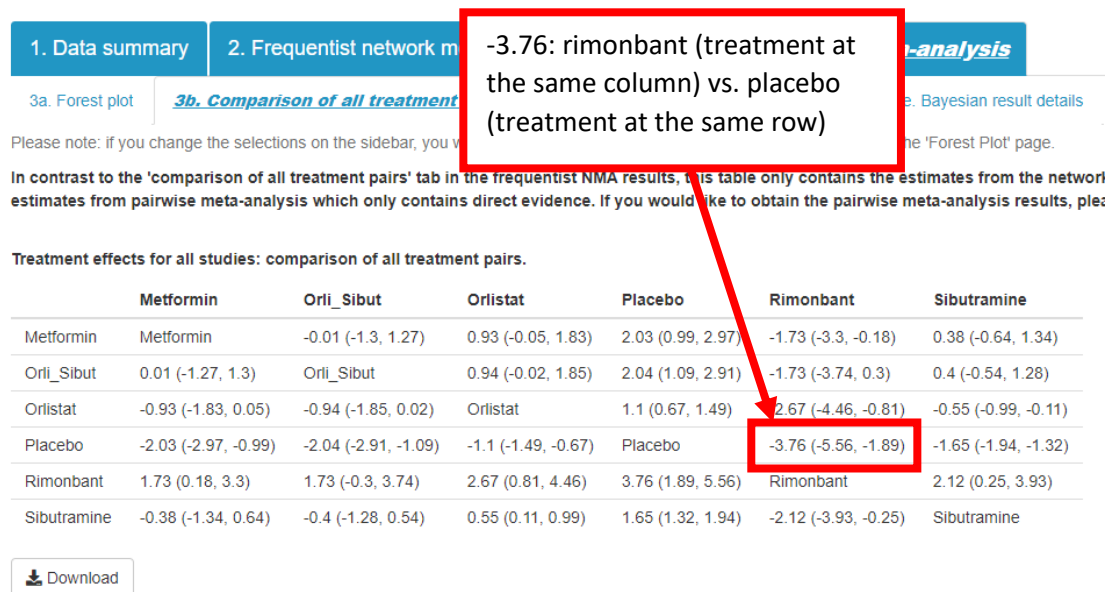 1. Data summary 2. Frequentist network m -analysis
-3.76: rimonbant (treatment at
the same column) vs. placebo
(treatment at the same row)
3a. Forest plot 3b. Comparison of all treatment e. Bayesian result details
Please note: if you change the selections on the sidebar, you 'Forest Plot' page.
In contrast to the 'comparison of all treatment pairs' tab in the frequentist NMA results, this table only contains the estimates from the network
estimates from pairwise meta-analysis which only contains direct evidence. If you would like to obtain the pairwise meta-analysis results, plea
Treatment effects for all studies: comparison of all treatment pairs.
Metformin Orli_Sibut Orlistat Placebo Rimonbant Sibutramine
Metformin Metformin -0.01 (-1.3, 1.27) 0.93 (-0.05, 1.83) 2.03 (0.99, 2.97) -1.73 (-3.3, -0.18) 0.38 (-0.64, 1.34)
Orli_Sibut 0.01 (-1.27, 1.3) Orli_Sibut 0.94 (-0.02, 1.85) 2.04 (1.09, 2.91) -1.73 (-3.74, 0.3) 0.4 (-0.54, 1.28)
Orlistat -0.93 (-1.83, 0.05) -0.94 (-1.85, 0.02) Orlistat 1.1 (0.67, 1.49) 2.67 (-4.46, -0.81) -0.55 (-0.99, -0.11)
Placebo -2.03 (-2.97, -0.99) -2.04 (-2.91, -1.09) -1.1 (-1.49, -0.67) Placebo -3.76 (-5.56, -1.89) -1.65 (-1.94, -1.32)
Rimonbant 1.73 (0.18, 3.3) 1.73 (-0.3, 3.74) 2.67 (0.81, 4.46) 3.76 (1.89, 5.56) Rimonbant 2.12 (0.25, 3.93)
Sibutramine -0.38 (-1.34, 0.64) -0.4 (-1.28, 0.54) 0.55 (0.11, 0.99) 1.65 (1.32, 1.94) -2.12 (-3.93, -0.25) Sibutramine
Download